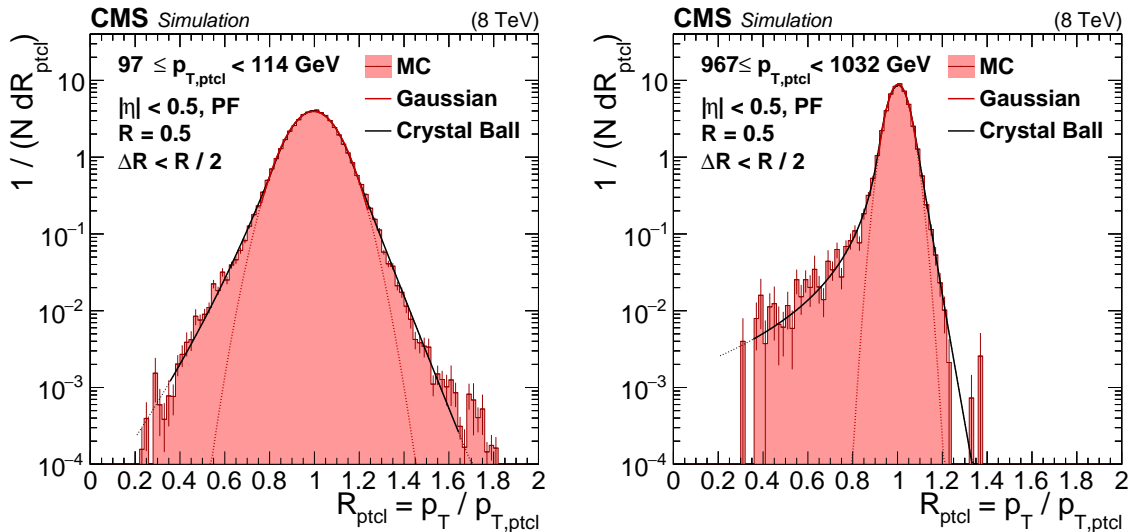 CMS Simulation (8 TeV)
1 / (N dR_ptcl)
97 ≤ p_T,ptcl < 114 GeV
|η| < 0.5, PF
R = 0.5
ΔR < R / 2
MC
Gaussian
Crystal Ball
10
1
10⁻¹
10⁻²
10⁻³
10⁻⁴
0 0.2 0.4 0.6 0.8 1 1.2 1.4 1.6 1.8 2
R_ptcl = p_T / p_T,ptcl
CMS Simulation (8 TeV)
1 / (N dR_ptcl)
967≤ p_T,ptcl < 1032 GeV
|η| < 0.5, PF
R = 0.5
ΔR < R / 2
MC
Gaussian
Crystal Ball
10
1
10⁻¹
10⁻²
10⁻³
10⁻⁴
0 0.2 0.4 0.6 0.8 1 1.2 1.4 1.6 1.8 2
R_ptcl = p_T / p_T,ptcl